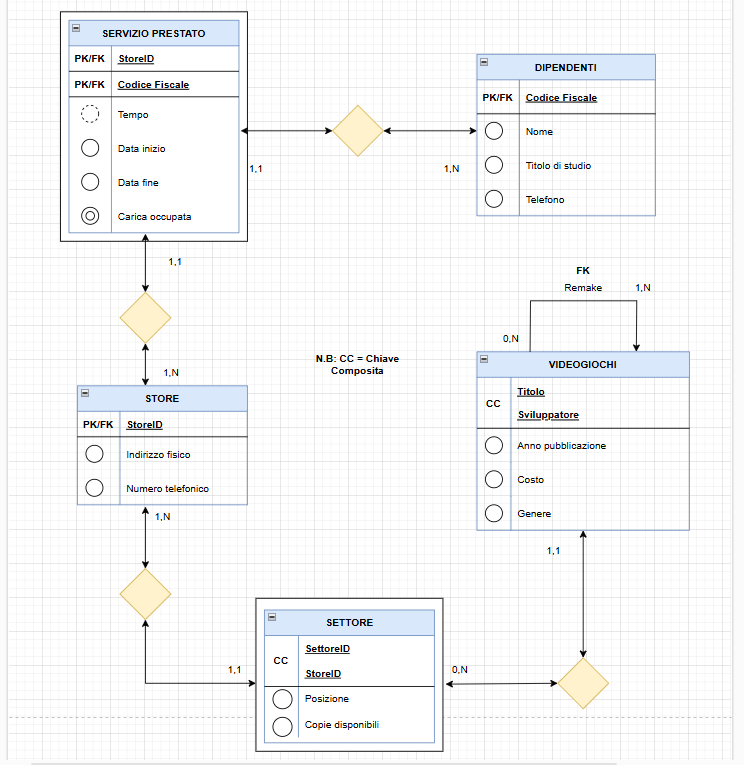 SERVIZIO PRESTATO
PK/FK StoreID
PK/FK Codice Fiscale
Tempo
Data inizio
Data fine
Carica occupata
DIPENDENTI
PK/FK Codice Fiscale
Nome
Titolo di studio
Telefono
1,1
1,N
1,1
1,N
FK
Remake
1,N
0,N
N.B: CC = Chiave
Composita
STORE
PK/FK StoreID
Indirizzo fisico
Numero telefonico
VIDEOGIOCHI
CC
Titolo
Sviluppatore
Anno pubblicazione
Costo
Genere
1,N
1,1
1,1
0,N
SETTORE
CC
SettoreID
StoreID
Posizione
Copie disponibili